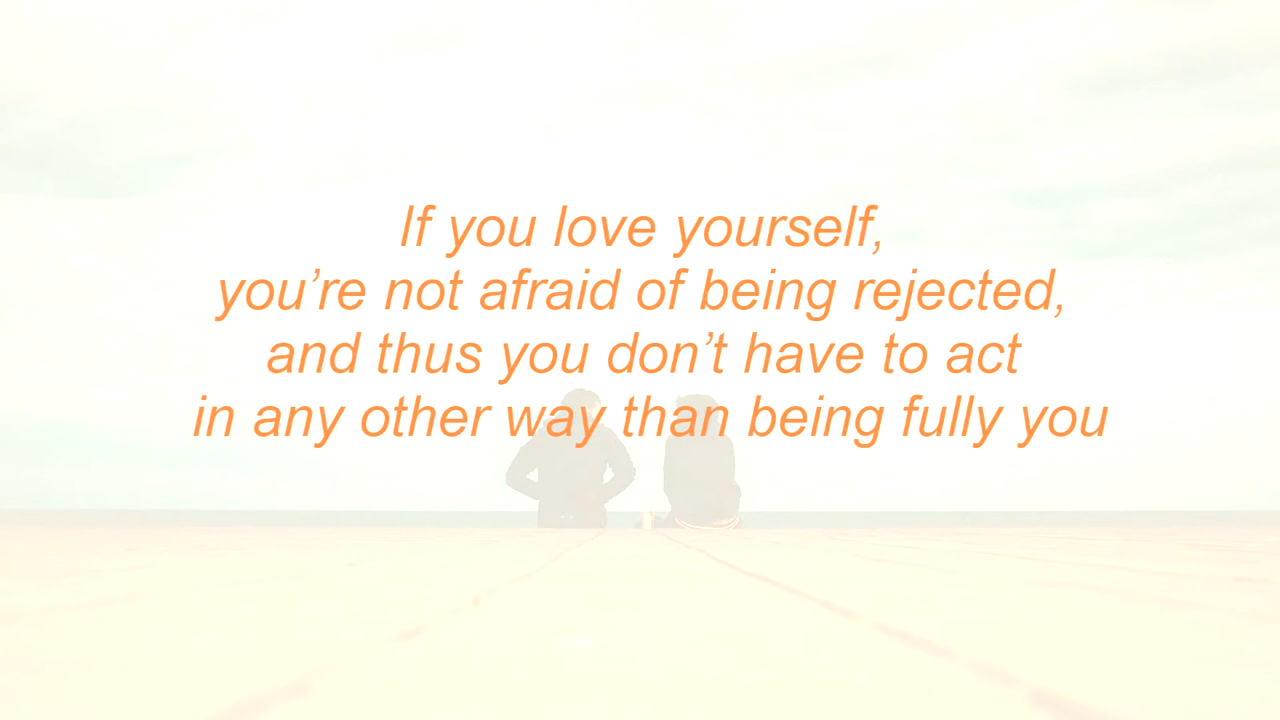 If you love yourself,
you’re not afraid of being rejected,
and thus you don’t have to act
in any other way than being fully you